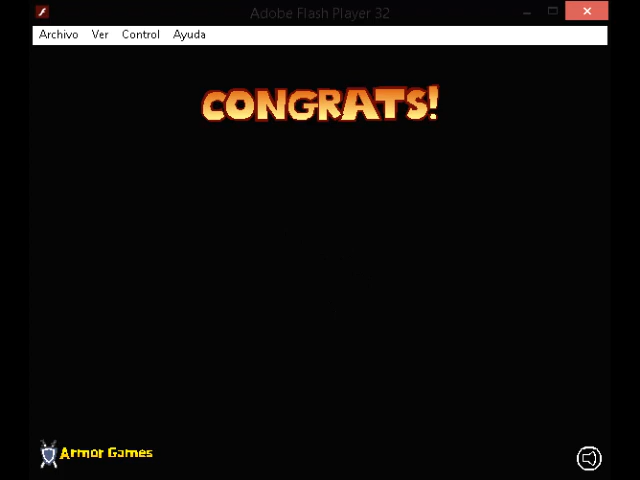 Adobe Flash Player 32
Archivo Ver Control Ayuda
CONGRATS!
Armor Games